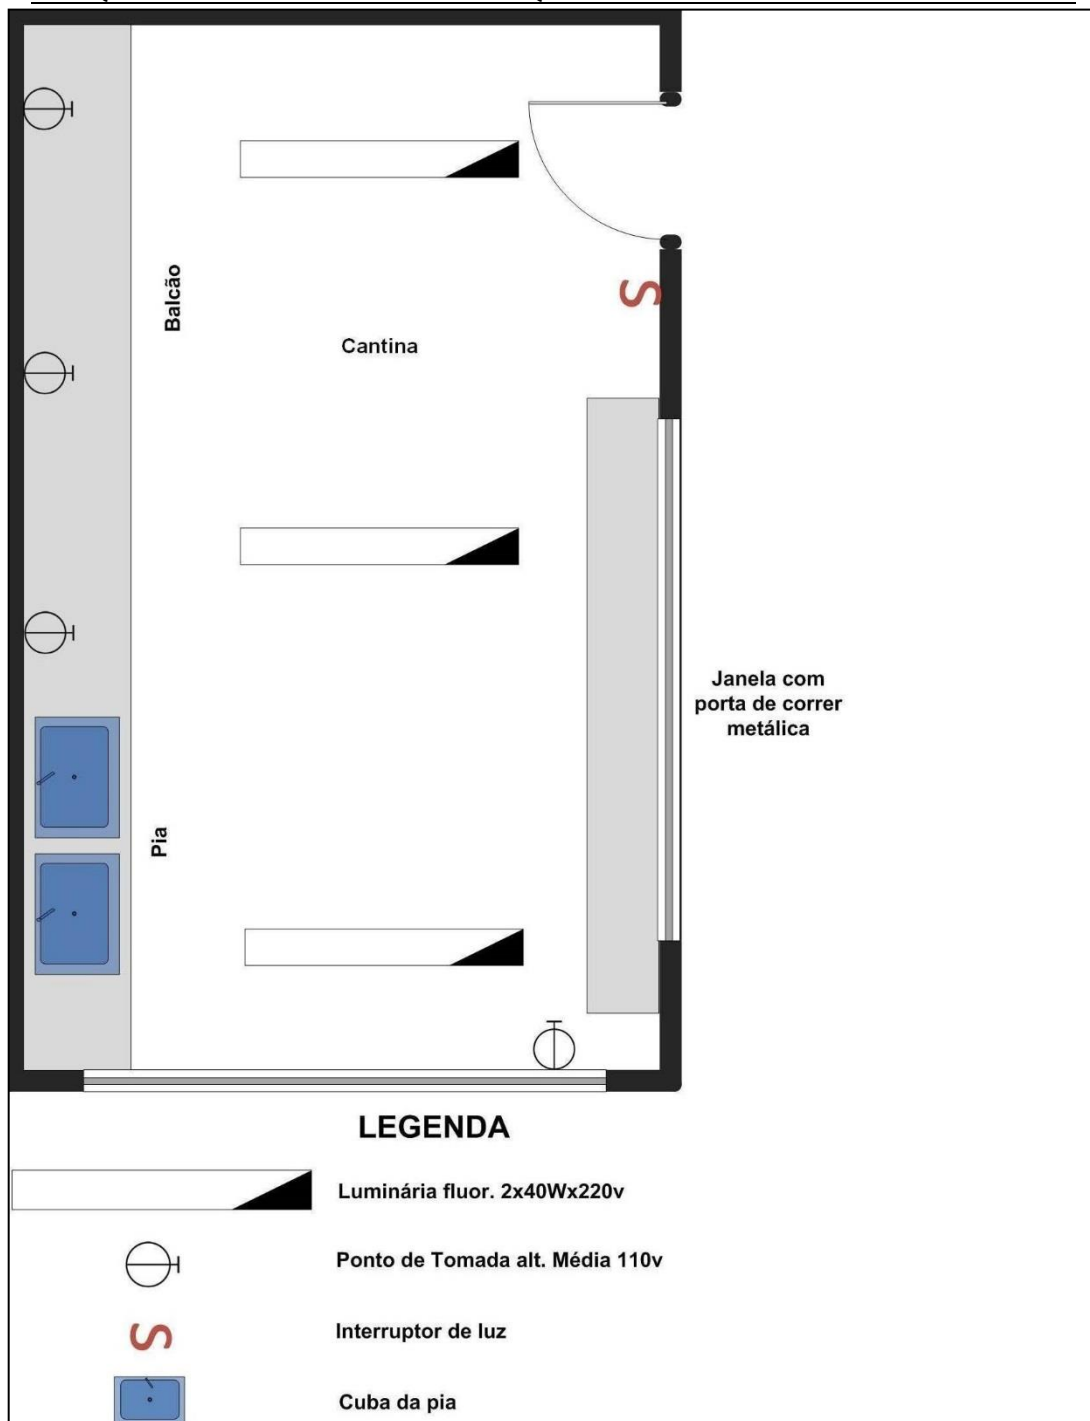 Balcão
S
Cantina
Janela com
porta de correr
metálica
Pia
LEGENDA
Luminária fluor. 2x40Wx220v
Ponto de Tomada alt. Média 110v
S
Interruptor de luz
Cuba da pia